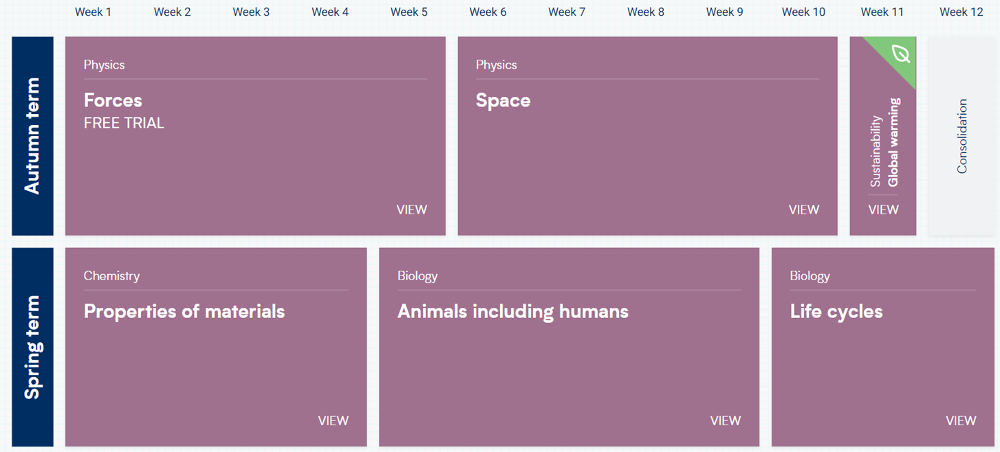 Week 1 Week 2 Week 3 Week 4 Week 5 Week 6 Week 7 Week 8 Week 9 Week 10 Week 11 Week 12
Autumn term
Physics
Forces
FREE TRIAL
VIEW
Physics
Space
VIEW
Sustainability
Global warming
VIEW
Consolidation
Spring term
Chemistry
Properties of materials
VIEW
Biology
Animals including humans
VIEW
Biology
Life cycles
VIEW